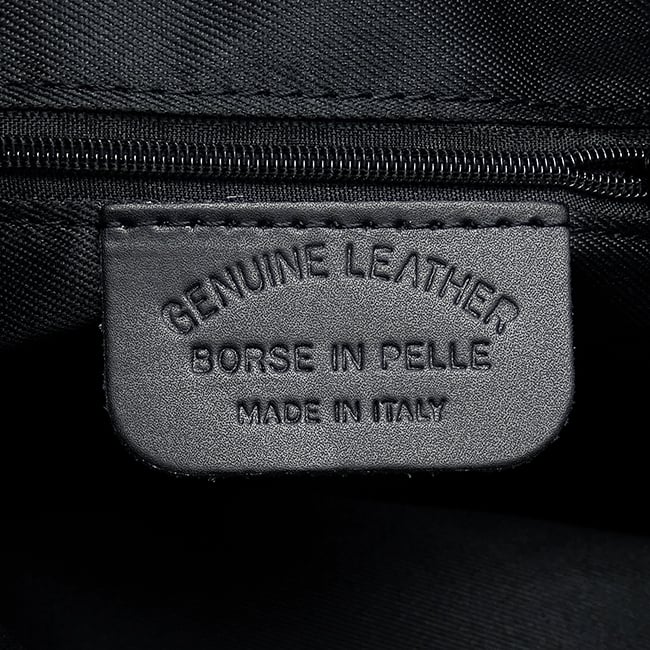 GENUINE LEATHER
BORSE IN PELLE
MADE IN ITALY